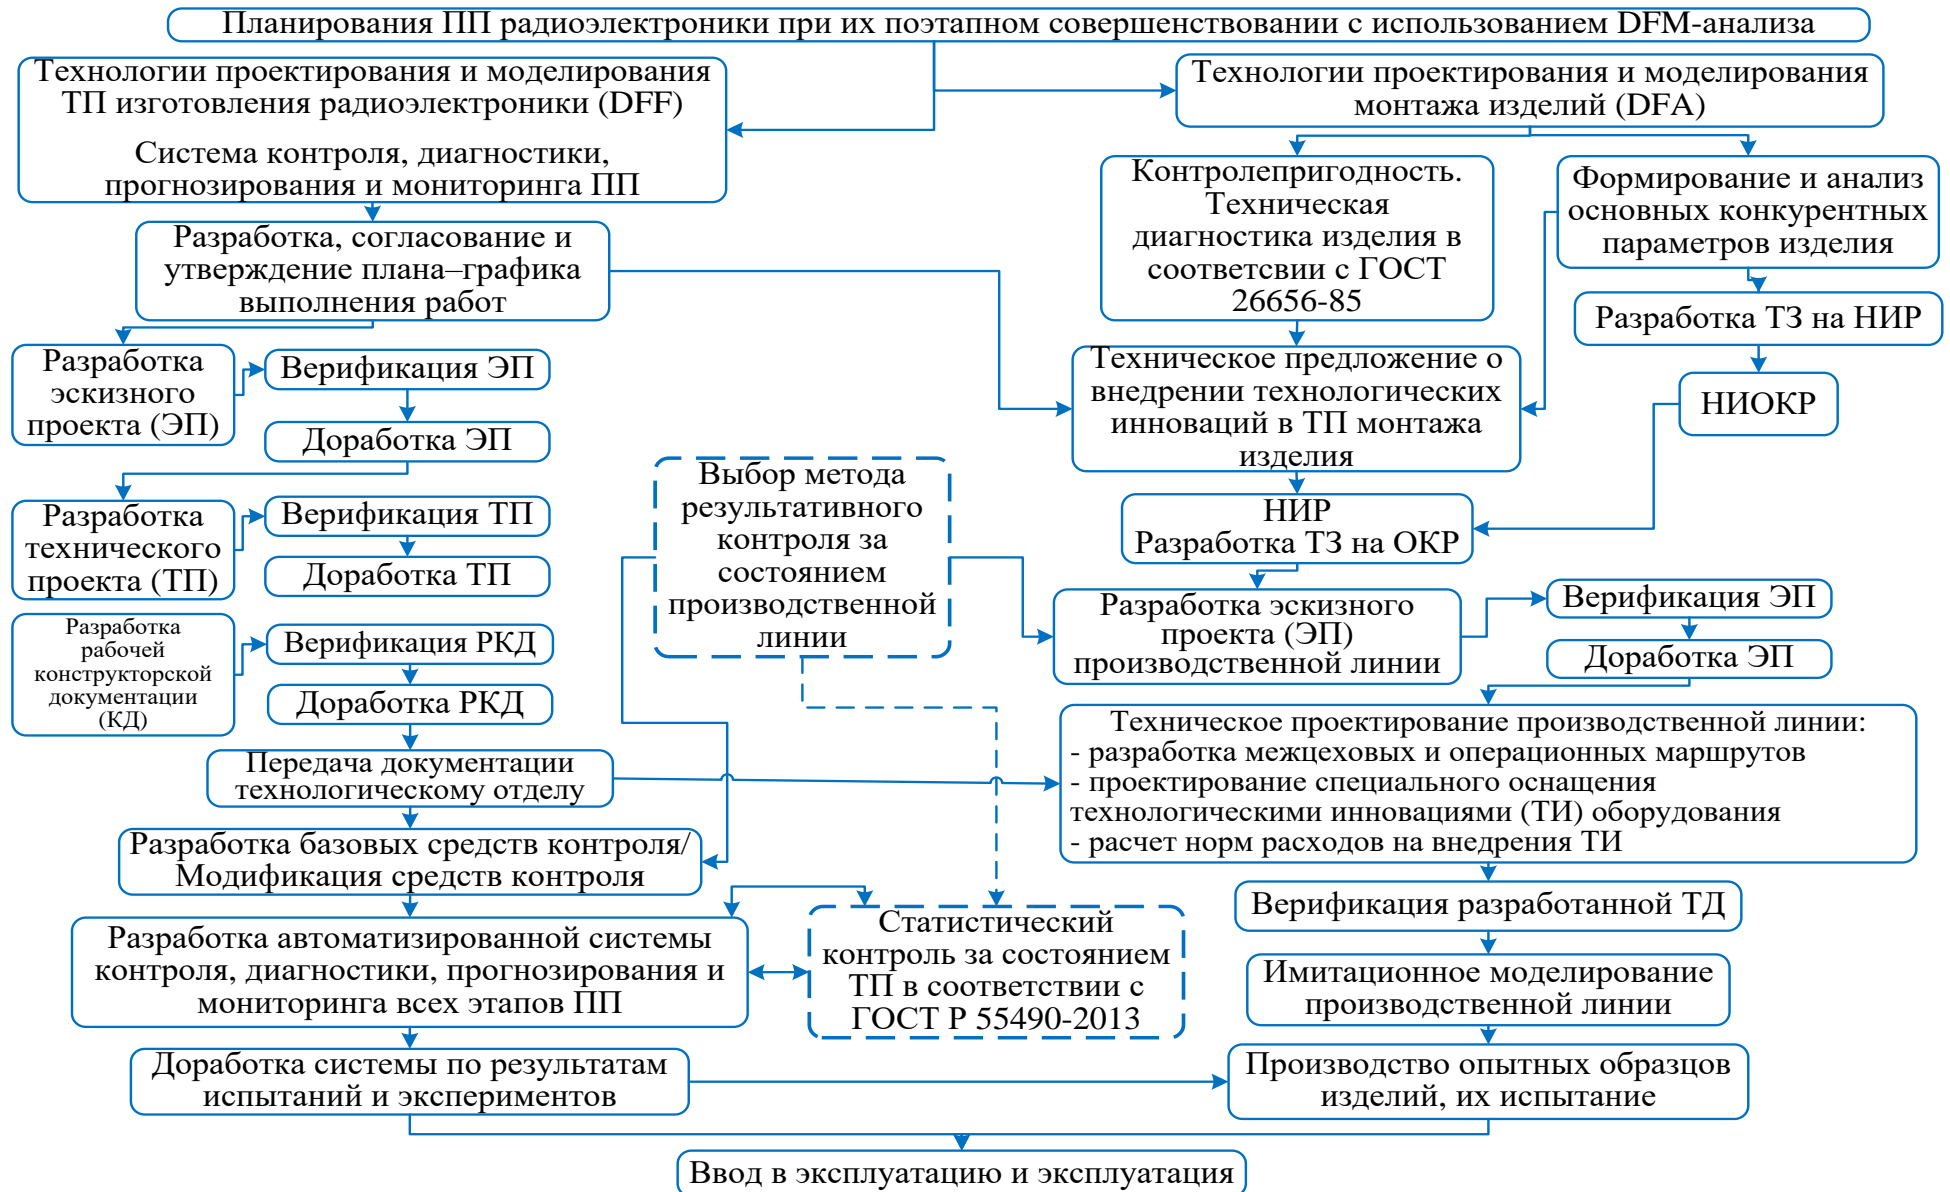 Планирования ПП радиоэлектроники при их поэтапном совершенствовании с использованием DFM-анализа
Технологии проектирования и моделирования
ТП изготовления радиоэлектроники (DFF)
Система контроля, диагностики,
прогнозирования и мониторинга ПП
Технологии проектирования и моделирования
монтажа изделий (DFA)
Контролепригодность.
Техническая
диагностика изделия в
соответсвии с ГОСТ
26656-85
Формирование и анализ
основных конкурентных
параметров изделия
Разработка, согласование и
утверждение плана–графика
выполнения работ
Разработка ТЗ на НИР
Разработка
эскизного
проекта (ЭП)
Верификация ЭП
Доработка ЭП
Техническое предложение о
внедрении технологических
инноваций в ТП монтажа
изделия
НИОКР
Выбор метода
результативного
контроля за
состоянием
производственной
линии
НИР
Разработка ТЗ на ОКР
Разработка
технического
проекта (ТП)
Верификация ТП
Доработка ТП
Разработка эскизного
проекта (ЭП)
производственной линии
Верификация ЭП
Доработка ЭП
Разработка
рабочей
конструкторской
документации
(КД)
Верификация РКД
Доработка РКД
Передача документации
технологическому отделу
Техническое проектирование производственной линии:
- разработка межцеховых и операционных маршрутов
- проектирование специального оснащения
технологическими инновациями (ТИ) оборудования
- расчет норм расходов на внедрения ТИ
Разработка базовых средств контроля/
Модификация средств контроля
Верификация разработанной ТД
Разработка автоматизированной системы
контроля, диагностики, прогнозирования и
мониторинга всех этапов ПП
Статистический
контроль за состоянием
ТП в соответствии с
ГОСТ Р 55490-2013
Имитационное моделирование
производственной линии
Доработка системы по результатам
испытаний и экспериментов
Производство опытных образцов
изделий, их испытание
Ввод в эксплуатацию и эксплуатация